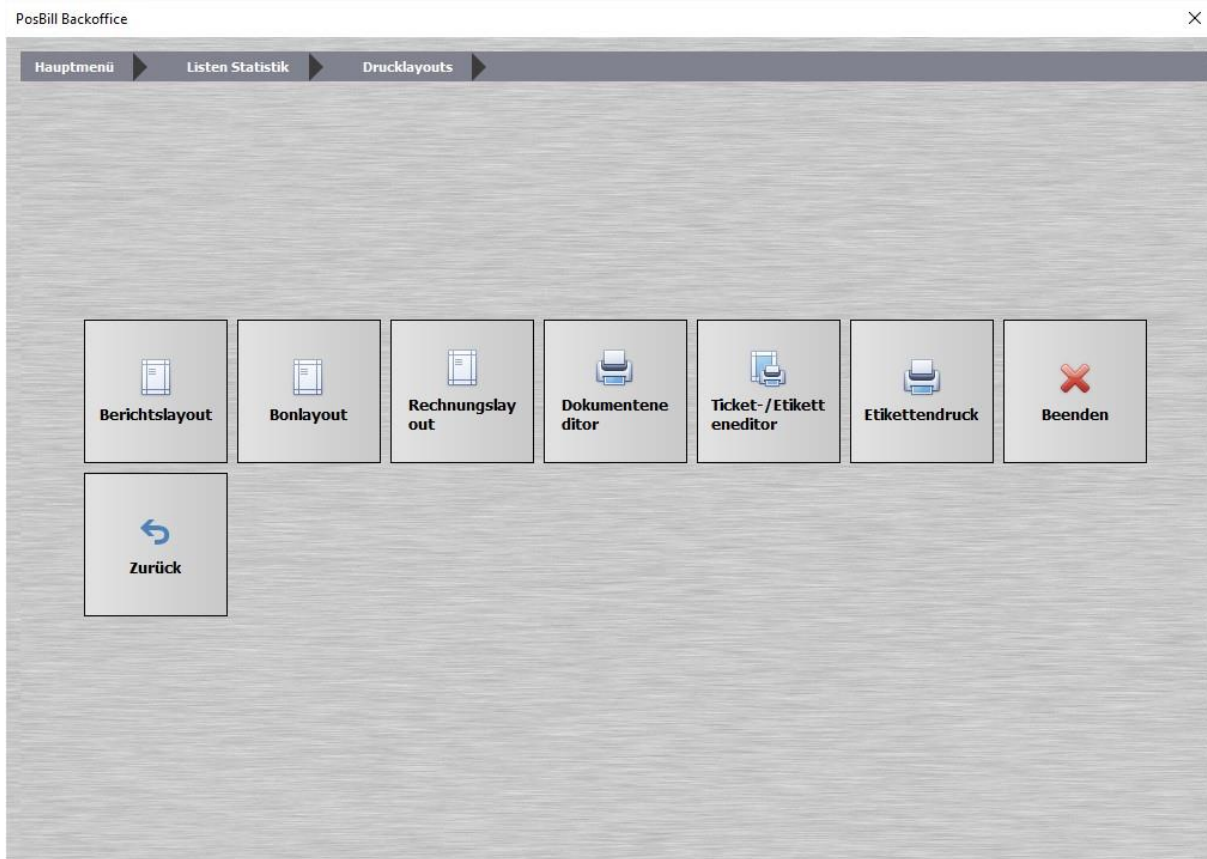 PosBill Backoffice
Hauptmenü Listen Statistik Drucklayouts
Berichtslayout
Bonlayout
Rechnungslay
out
Dokumentene
ditor
Ticket-/Etikett
eneditor
Etikettendruck
Beenden
Zurück